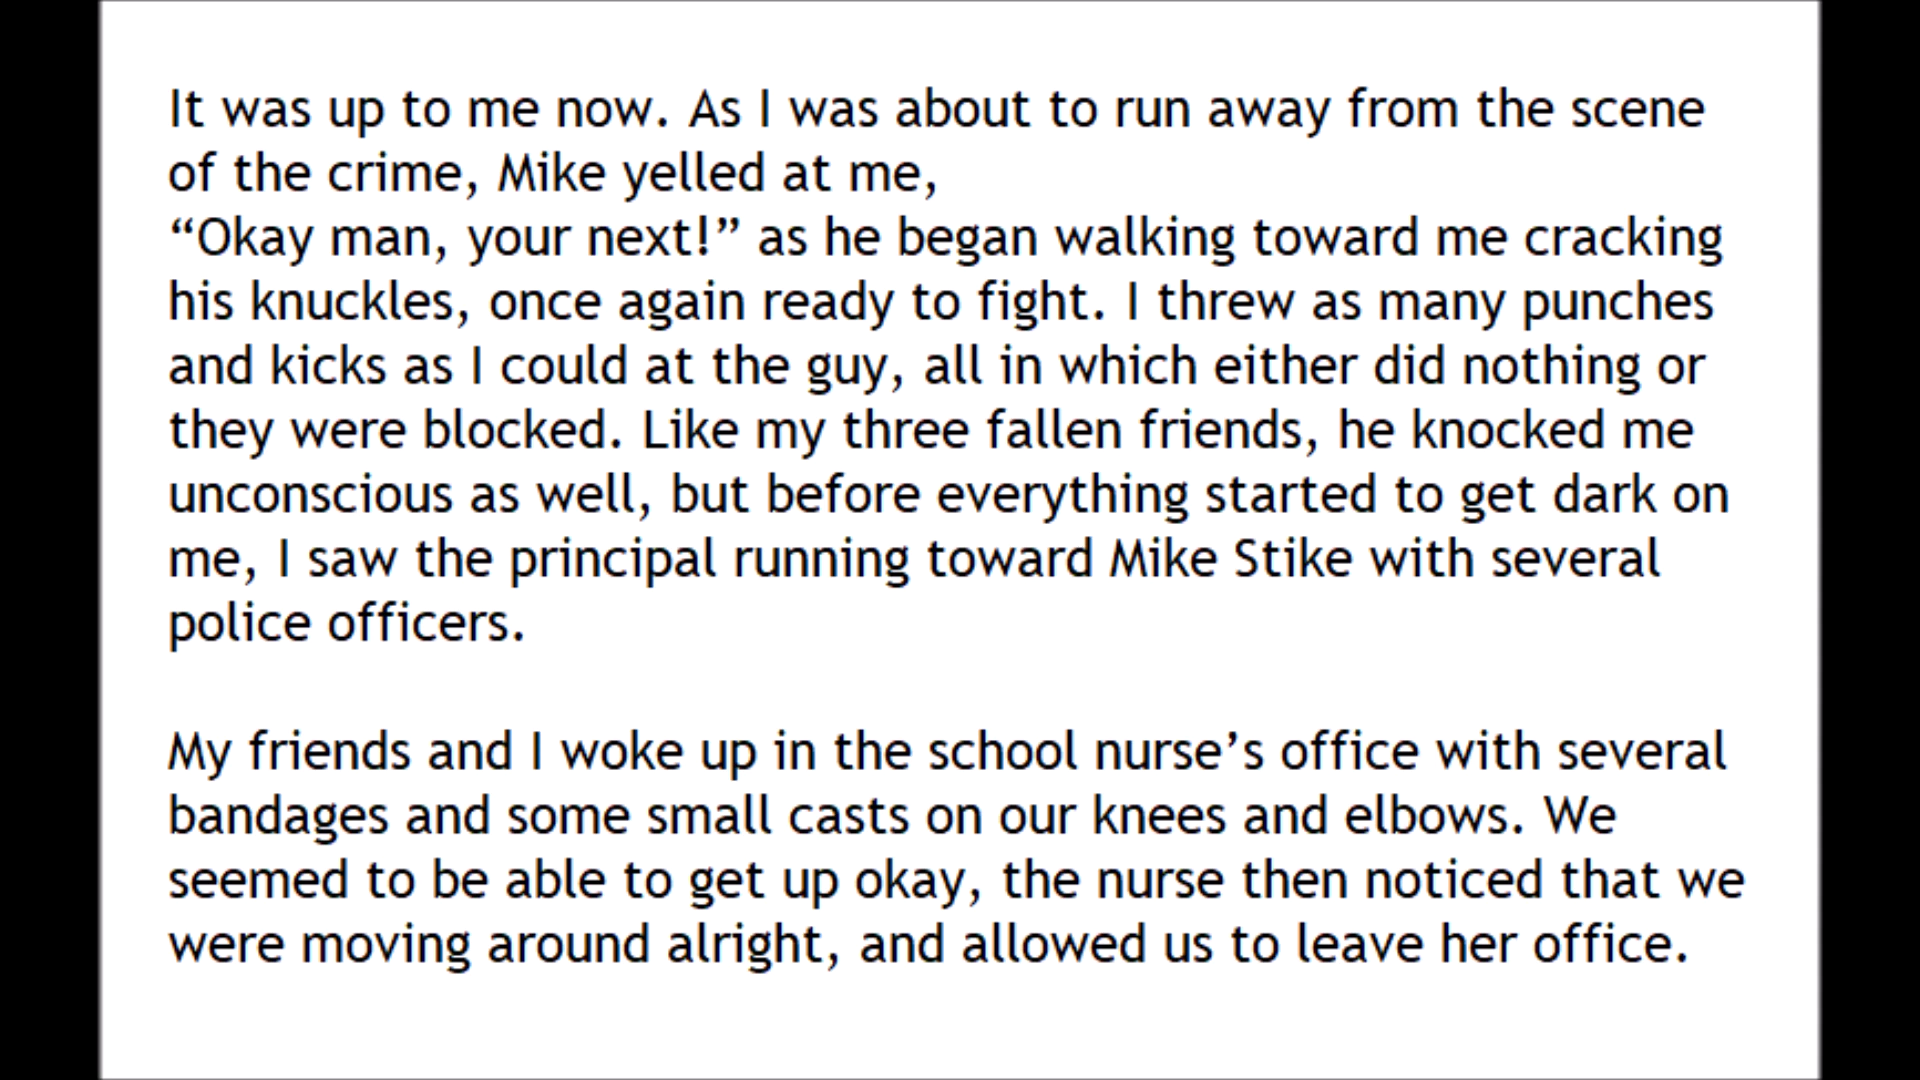 It was up to me now. As I was about to run away from the scene
of the crime, Mike yelled at me,
“Okay man, your next!” as he began walking toward me cracking
his knuckles, once again ready to fight. I threw as many punches
and kicks as I could at the guy, all in which either did nothing or
they were blocked. Like my three fallen friends, he knocked me
unconscious as well, but before everything started to get dark on
me, I saw the principal running toward Mike Stike with several
police officers.
My friends and I woke up in the school nurse’s office with several
bandages and some small casts on our knees and elbows. We
seemed to be able to get up okay, the nurse then noticed that we
were moving around alright, and allowed us to leave her office.